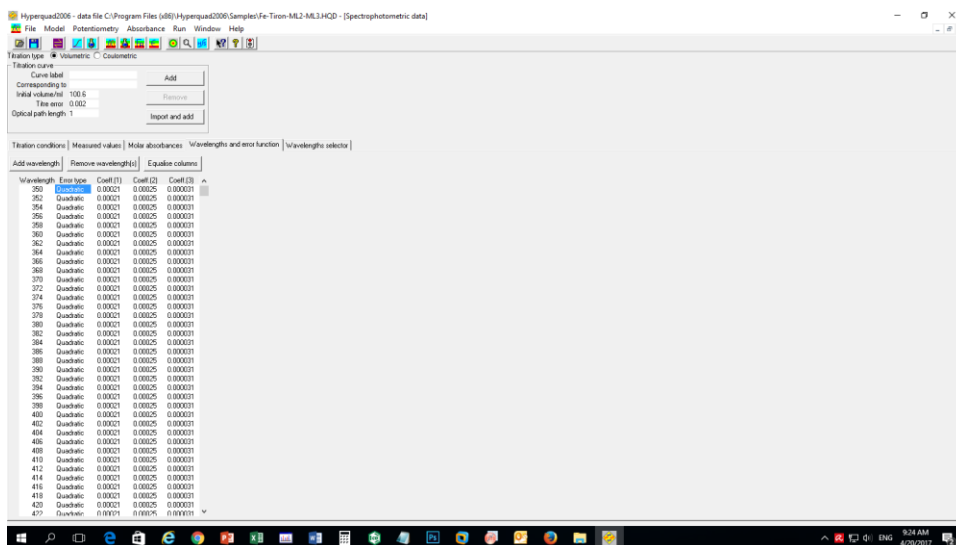 Hyperquad2006 - data file C:\Program Files (x86)\Hyperquad2006\Samples\Fe-Tiron-ML2-ML3.HQD - [Spectrophotometric data]
File Model Potentiometry Absorbance Run Window Help
Titration type Volumetric Coulometric
Titration curve
Curve label
Add
Corresponding to
Initial volume/ml 100.6
Remove
Titre error 0.002
Optical path length 1
Import and add
Titration conditions Measured values Molar absorbances Wavelengths and error function Wavelengths selector
Add wavelength Remove wavelength(s) Equalise columns
Wavelength Error type Coeff.(1) Coeff.(2) Coeff.(3)
350 Quadratic 0.00021 0.00025 0.000031
352 Quadratic 0.00021 0.00025 0.000031
354 Quadratic 0.00021 0.00025 0.000031
356 Quadratic 0.00021 0.00025 0.000031
358 Quadratic 0.00021 0.00025 0.000031
360 Quadratic 0.00021 0.00025 0.000031
362 Quadratic 0.00021 0.00025 0.000031
364 Quadratic 0.00021 0.00025 0.000031
366 Quadratic 0.00021 0.00025 0.000031
368 Quadratic 0.00021 0.00025 0.000031
370 Quadratic 0.00021 0.00025 0.000031
372 Quadratic 0.00021 0.00025 0.000031
374 Quadratic 0.00021 0.00025 0.000031
376 Quadratic 0.00021 0.00025 0.000031
378 Quadratic 0.00021 0.00025 0.000031
380 Quadratic 0.00021 0.00025 0.000031
382 Quadratic 0.00021 0.00025 0.000031
384 Quadratic 0.00021 0.00025 0.000031
386 Quadratic 0.00021 0.00025 0.000031
388 Quadratic 0.00021 0.00025 0.000031
390 Quadratic 0.00021 0.00025 0.000031
392 Quadratic 0.00021 0.00025 0.000031
394 Quadratic 0.00021 0.00025 0.000031
396 Quadratic 0.00021 0.00025 0.000031
398 Quadratic 0.00021 0.00025 0.000031
400 Quadratic 0.00021 0.00025 0.000031
402 Quadratic 0.00021 0.00025 0.000031
404 Quadratic 0.00021 0.00025 0.000031
406 Quadratic 0.00021 0.00025 0.000031
408 Quadratic 0.00021 0.00025 0.000031
410 Quadratic 0.00021 0.00025 0.000031
412 Quadratic 0.00021 0.00025 0.000031
414 Quadratic 0.00021 0.00025 0.000031
416 Quadratic 0.00021 0.00025 0.000031
418 Quadratic 0.00021 0.00025 0.000031
420 Quadratic 0.00021 0.00025 0.000031
422 Quadratic 0.00021 0.00025 0.000031
ENG
9:24 AM
4/20/2017